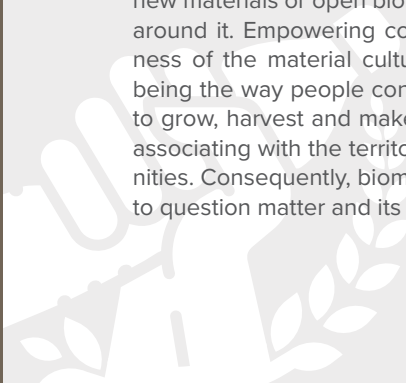 new materials or open bio
around it. Empowering co
ness of the material cultu
being the way people con
to grow, harvest and make
associating with the territo
nities. Consequently, biom
to question matter and its